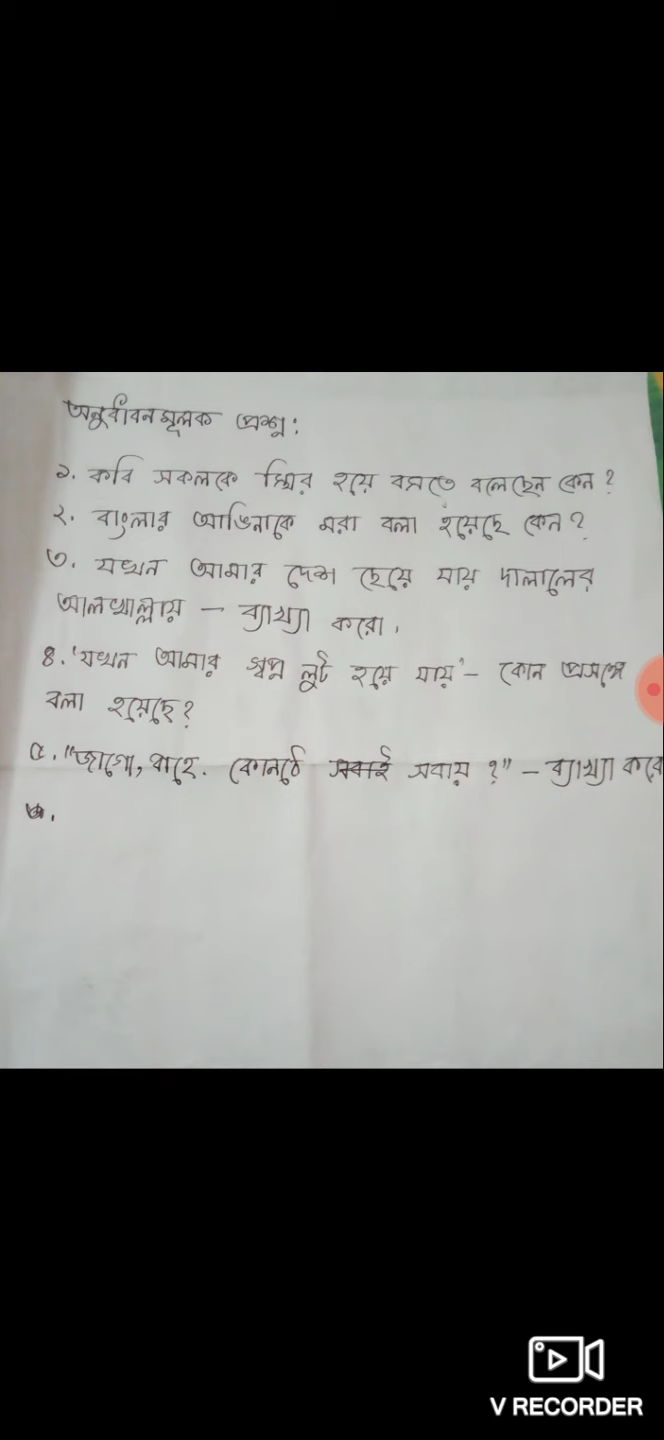 অনুধাবনমূলক প্রশ্ন:
১. কবি সকলকে স্থির হয়ে বসতে বলেছেন কেন?
২. বাংলার আঙিনাকে মরা বলা হয়েছে কেন?
৩. যখন আমার দেশ ছেয়ে যায় দালালের
আলখাল্লায় – ব্যাখ্যা করো।
৪. 'যখন আমার স্বপ্ন লুট হয়ে যায়' – কোন প্রসঙ্গে
বলা হয়েছে?
৫. "জাগো, বাহে. কোনঠে সবাই সবায় ?" – ব্যাখ্যা করো
৬.
V RECORDER